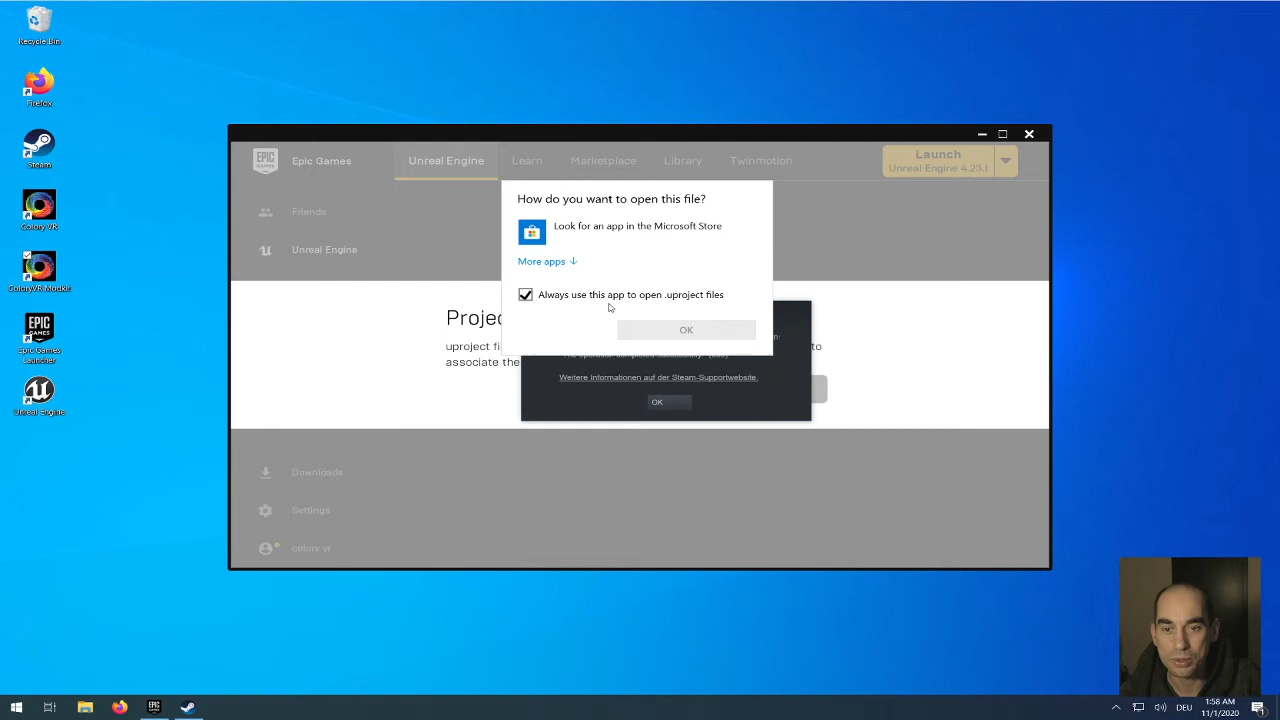 Recycle Bin
Firefox
Steam
Colory VR
ColoryVR Modkit
Epic Games
Launcher
Unreal Engine
EPIC
GAMES
Epic Games
Unreal Engine
Learn
Marketplace
Library
Twinmotion
Launch
Unreal Engine 4.23.1
Friends
Unreal Engine
How do you want to open this file?
Look for an app in the Microsoft Store
More apps
Always use this app to open .uproject files
OK
Projec
uproject fi
to
associate the
Weitere Informationen auf der Steam-Supportwebsite.
OK
Downloads
Settings
colory vr
DEU
1:58 AM
11/1/2020